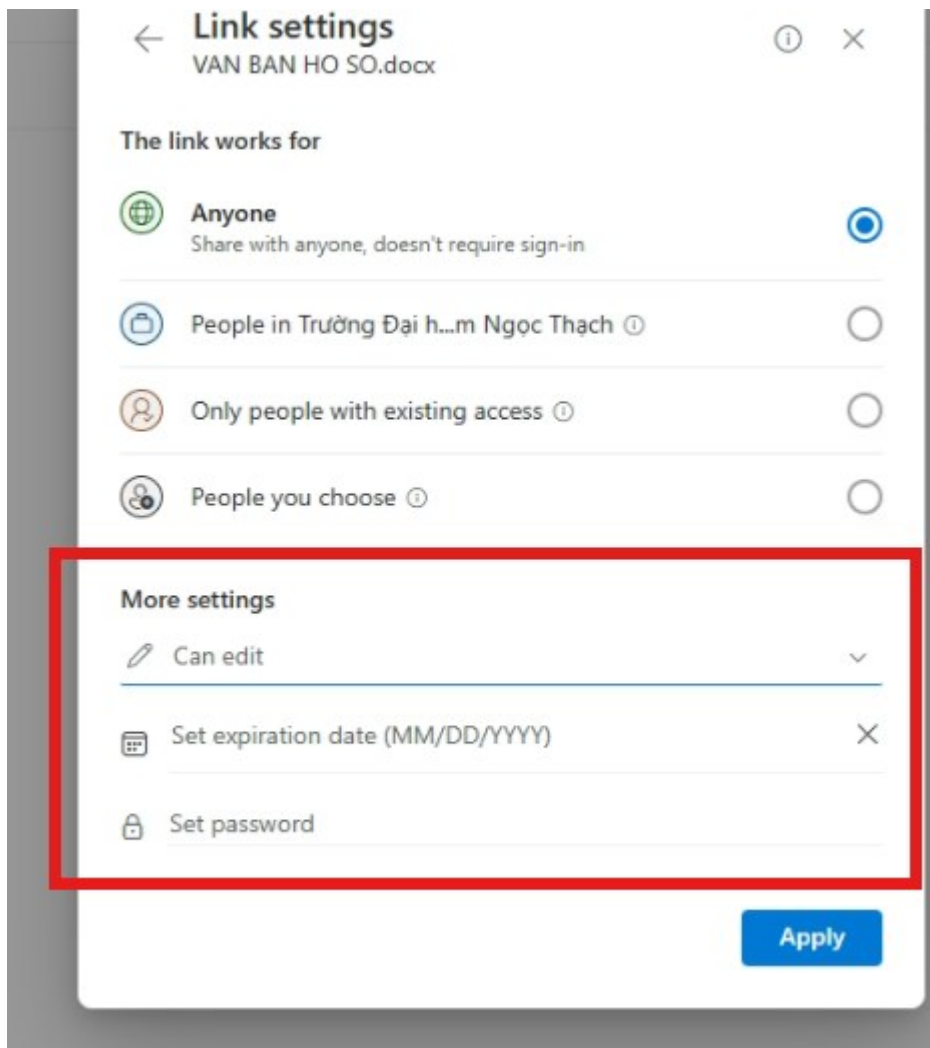 Link settings
VAN BAN HO SO.docx
The link works for
Anyone
Share with anyone, doesn't require sign-in
People in Trường Đại h...m Ngọc Thạch
Only people with existing access
People you choose
More settings
Can edit
Set expiration date (MM/DD/YYYY)
Set password
Apply